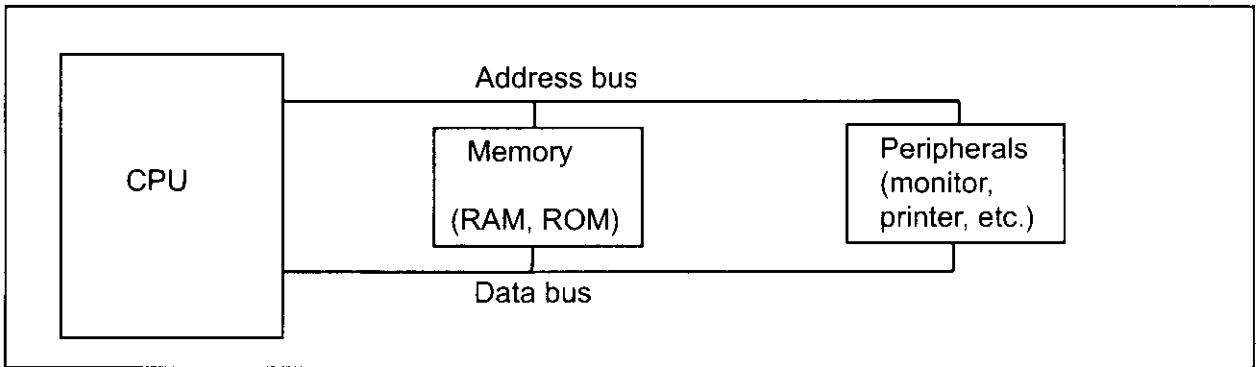 Address bus
CPU
Memory
(RAM, ROM)
Peripherals
(monitor,
printer, etc.)
Data bus